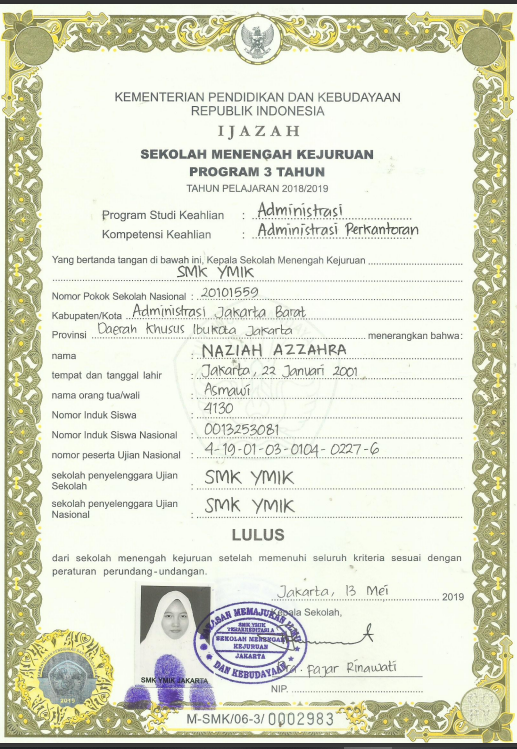 KEMENTERIAN PENDIDIKAN DAN KEBUDAYAAN
REPUBLIK INDONESIA
IJAZAH
SEKOLAH MENENGAH KEJURUAN
PROGRAM 3 TAHUN
TAHUN PELAJARAN 2018/2019
Program Studi Keahlian : Administrasi
Kompetensi Keahlian : Administrasi Perkantoran
Yang bertanda tangan di bawah ini, Kepala Sekolah Menengah Kejuruan
SMK YMIK
Nomor Pokok Sekolah Nasional : 20101559
Kabupaten/Kota Administrasi Jakarta Barat
Provinsi Daerah Khusus Ibukota Jakarta menerangkan bahwa:
nama : NAZIAH AZZAHRA
tempat dan tanggal lahir : Jakarta, 22 Januari 2001
nama orang tua/wali : Asmawi
Nomor Induk Siswa : 4130
Nomor Induk Siswa Nasional : 0013253081
nomor peserta Ujian Nasional : 4-19-01-03-0104-0227-6
sekolah penyelenggara Ujian Sekolah : SMK YMIK
sekolah penyelenggara Ujian Nasional : SMK YMIK
LULUS
dari sekolah menengah kejuruan setelah memenuhi seluruh kriteria sesuai dengan
peraturan perundang-undangan.
Jakarta, 13 Mei 2019
Kepala Sekolah,
YAYASAN MEMAJUKAN ILMU
DAN KEBUDAYAAN
SMK YMIK
SEKOLAH MENENGAH
KEJURUAN
JAKARTA
Fajar Rinawati
NIP.
SMK YMIK JAKARTA
2019
M-SMK/06-3/ 0002983